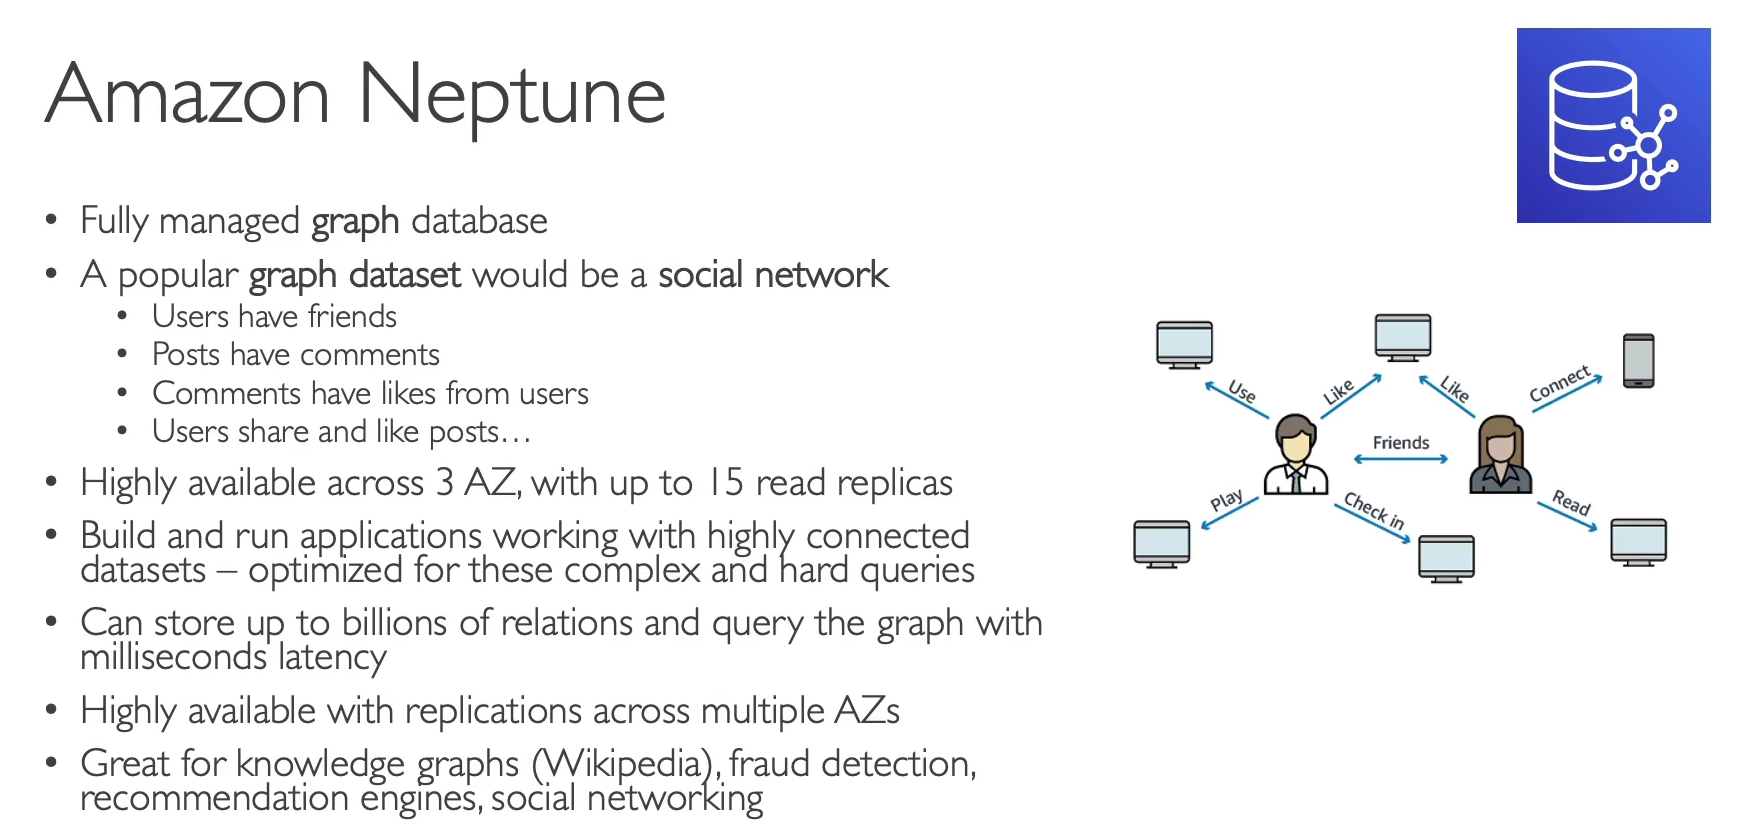 Amazon Neptune
• Fully managed graph database
• A popular graph dataset would be a social network
• Users have friends
• Posts have comments
• Comments have likes from users
• Users share and like posts…
• Highly available across 3 AZ, with up to 15 read replicas
• Build and run applications working with highly connected
datasets – optimized for these complex and hard queries
• Can store up to billions of relations and query the graph with
milliseconds latency
• Highly available with replications across multiple AZs
• Great for knowledge graphs (Wikipedia), fraud detection,
recommendation engines, social networking
Use
Like
Like
Connect
Friends
Play
Check in
Read